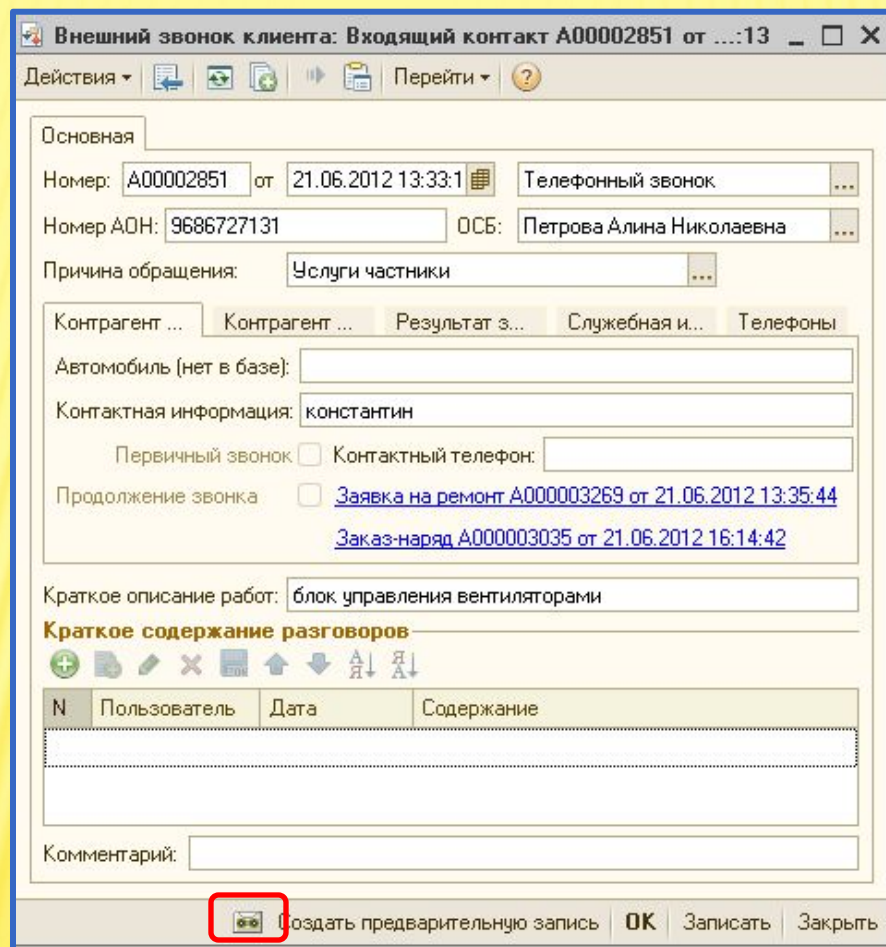 Внешний звонок клиента: Входящий контакт А00002851 от ...:13
Действия Перейти
Основная
Номер: А00002851 от 21.06.2012 13:33:1 Телефонный звонок ...
Номер АОН: 9686727131 ОСБ: Петрова Алина Николаевна ...
Причина обращения: Услуги частники ...
Контрагент ... Контрагент ... Результат з... Служебная и... Телефоны
Автомобиль (нет в базе):
Контактная информация: константин
Первичный звонок Контактный телефон:
Продолжение звонка Заявка на ремонт А000003269 от 21.06.2012 13:35:44
Заказ-наряд А000003035 от 21.06.2012 16:14:42
Краткое описание работ: блок управления вентиляторами
Краткое содержание разговоров
N Пользователь Дата Содержание
Комментарий:
Создать предварительную запись ОК Записать Закрыть